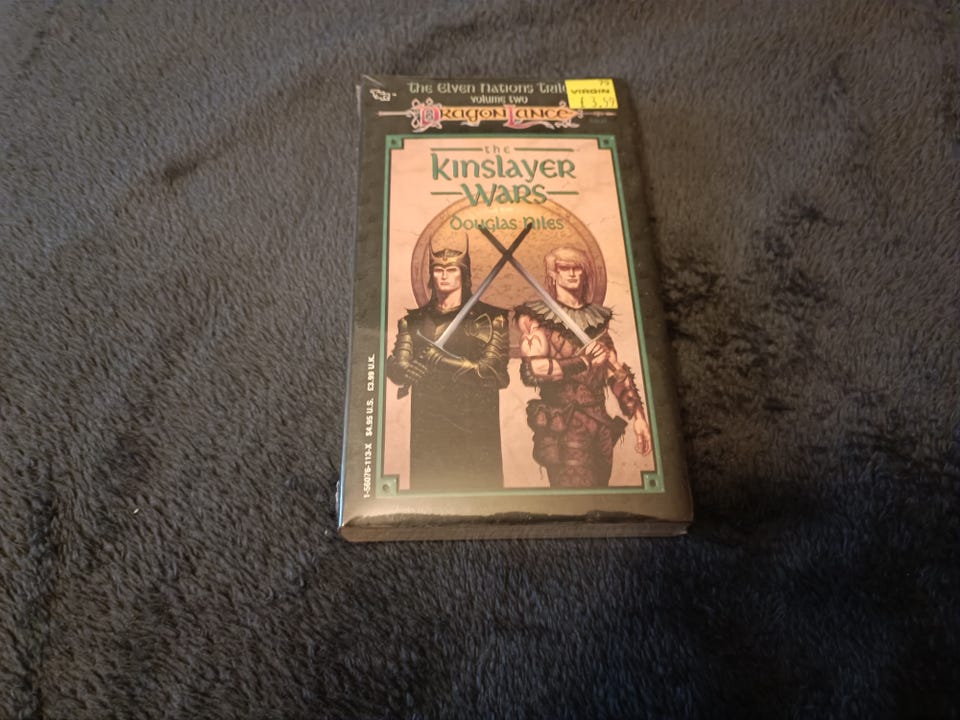 The Elven Nations
volume two
DragonLance
the
Kinslayer
Wars
Douglas Niles
VIRGIN
£3.59
1-56076-113-X $4.95 U.S. £3.99 U.K.